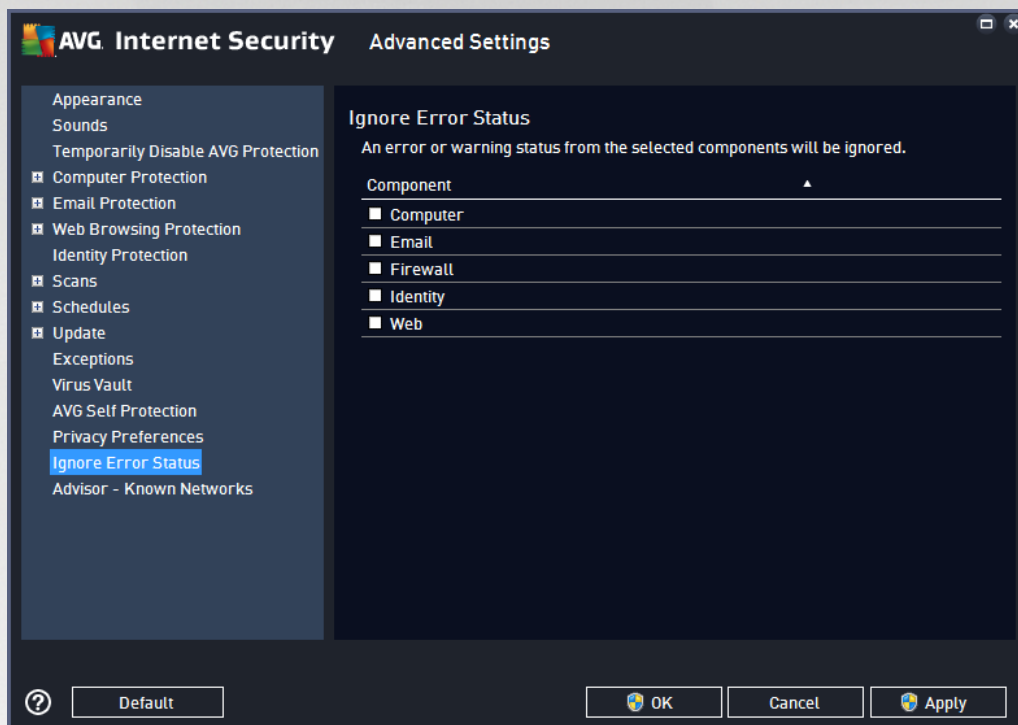 AVG. Internet Security Advanced Settings
Appearance
Sounds
Temporarily Disable AVG Protection
Computer Protection
Email Protection
Web Browsing Protection
Identity Protection
Scans
Schedules
Update
Exceptions
Virus Vault
AVG Self Protection
Privacy Preferences
Ignore Error Status
Advisor - Known Networks
Ignore Error Status
An error or warning status from the selected components will be ignored.
Component
Computer
Email
Firewall
Identity
Web
Default
OK
Cancel
Apply